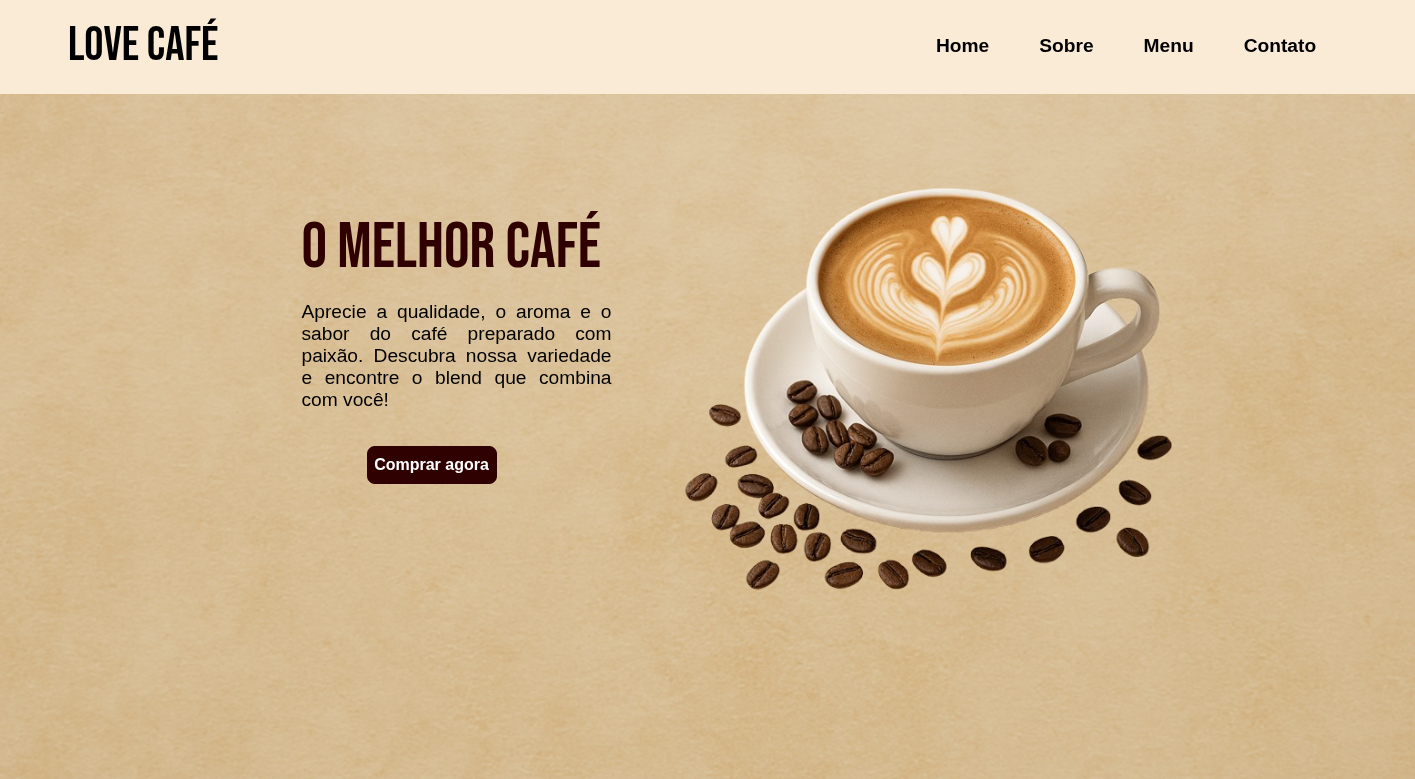 LOVE CAFÉ
Home
Sobre
Menu
Contato
O MELHOR CAFÉ
Aprecie a qualidade, o aroma e o
sabor do café preparado com
paixão. Descubra nossa variedade
e encontre o blend que combina
com você!
Comprar agora